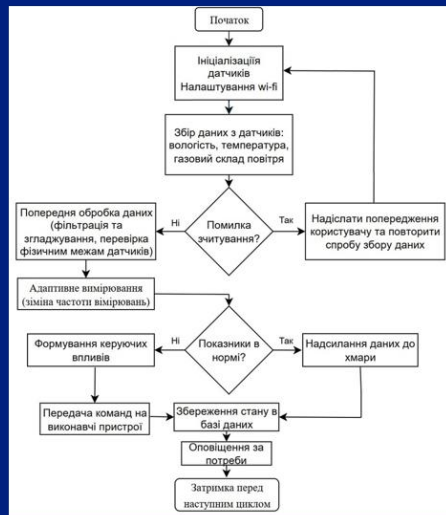 Початок
Ініціалізаціїя
датчиків
Налаштування wi-fi
Збір даних з датчиків:
вологість, температура,
газовий склад повітря
Помилка
зчитування?
Ні
Так
Попередня обробка даних
(фільтрація та
згладжування, перевірка
фізичним межам датчиків)
Надіслати попередження
користувачу та повторити
спробу збору даних
Адаптивне вимірювання
(зіміна частоти вімірювань)
Показники в
нормі?
Ні
Так
Формування керуючих
впливів
Надсилання даних до
хмари
Передача команд на
виконавчі пристрої
Збереження стану в
базі даних
Оповіщення за
потреби
Затримка перед
наступним циклом